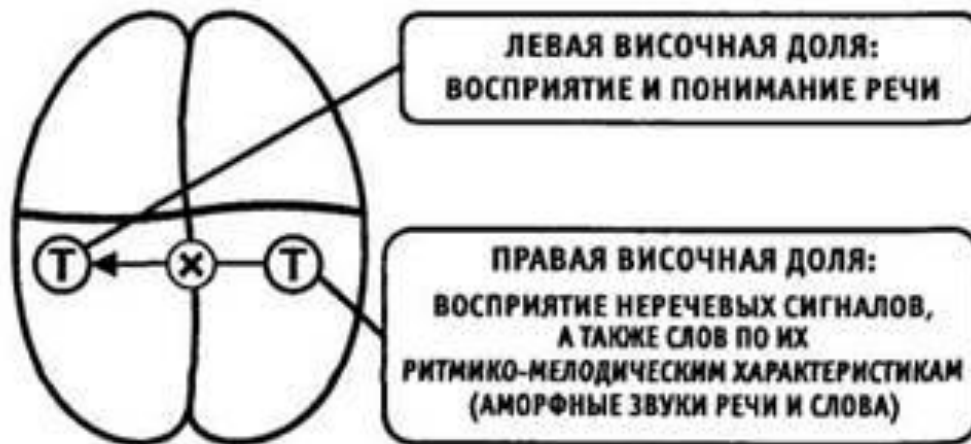 ЛЕВАЯ ВИСОЧНАЯ ДОЛЯ:
ВОСПРИЯТИЕ И ПОНИМАНИЕ РЕЧИ
Т
×
Т
ПРАВАЯ ВИСОЧНАЯ ДОЛЯ:
ВОСПРИЯТИЕ НЕРЕЧЕВЫХ СИГНАЛОВ,
А ТАКЖЕ СЛОВ ПО ИХ
РИТМИКО-МЕЛОДИЧЕСКИМ ХАРАКТЕРИСТИКАМ
(АМОРФНЫЕ ЗВУКИ РЕЧИ И СЛОВА)